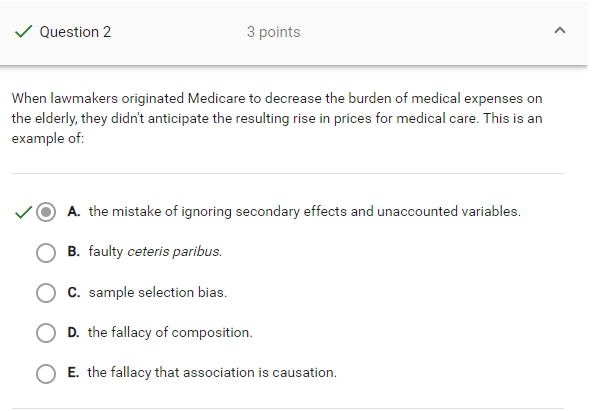 Question 2 3 points
When lawmakers originated Medicare to decrease the burden of medical expenses on
the elderly, they didn't anticipate the resulting rise in prices for medical care. This is an
example of:
A. the mistake of ignoring secondary effects and unaccounted variables.
B. faulty ceteris paribus.
C. sample selection bias.
D. the fallacy of composition.
E. the fallacy that association is causation.